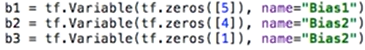 b1 = tf.Variable(tf.zeros([5]), name="Bias1")
b2 = tf.Variable(tf.zeros([4]), name="Bias2")
b3 = tf.Variable(tf.zeros([1]), name="Bias2")